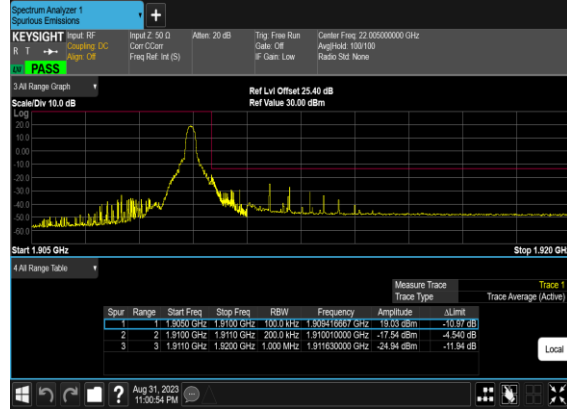 Spectrum Analyzer 1
Spurious Emissions
KEYSIGHT Input: RF Input Z: 50 Ω Atten: 20 dB Trig: Free Run Center Freq: 22.005000000 GHz
R T Coupling: DC Corr CCorr Gate: Off Avg|Hold: 100/100
Align: Off Freq Ref: Int (S) IF Gain: Low Radio Std: None
PASS
3 All Range Graph Ref Lvl Offset 25.40 dB
Scale/Div 10.0 dB Ref Value 30.00 dBm
Log
20.0
10.0
0.00
-10.0
-20.0
-30.0
-40.0
-50.0
-60.0
Start 1.905 GHz Stop 1.920 GHz
4 All Range Table
Measure Trace Trace 1
Trace Type Trace Average (Active)
Spur Range Start Freq Stop Freq RBW Frequency Amplitude ΔLimit
1 1 1.9050 GHz 1.9100 GHz 100.0 kHz 1.909416667 GHz 19.03 dBm -10.97 dB
2 2 1.9100 GHz 1.9110 GHz 200.0 kHz 1.910010000 GHz -17.54 dBm -4.540 dB
3 3 1.9110 GHz 1.9200 GHz 1.000 MHz 1.911630000 GHz -24.94 dBm -11.94 dB
Local
? Aug 31, 2023
11:00:54 PM